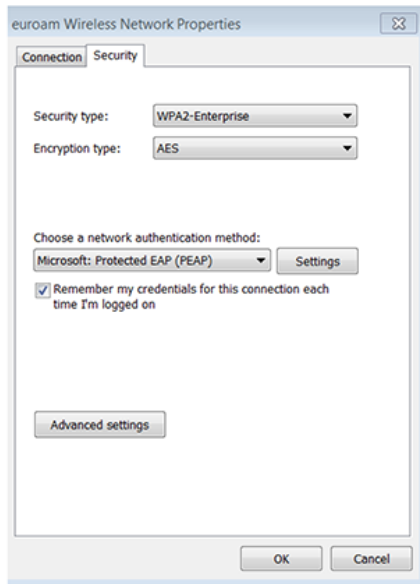 euroam Wireless Network Properties
Connection Security
Security type: WPA2-Enterprise
Encryption type: AES
Choose a network authentication method:
Microsoft: Protected EAP (PEAP) Settings
Remember my credentials for this connection each
time I'm logged on
Advanced settings
OK Cancel